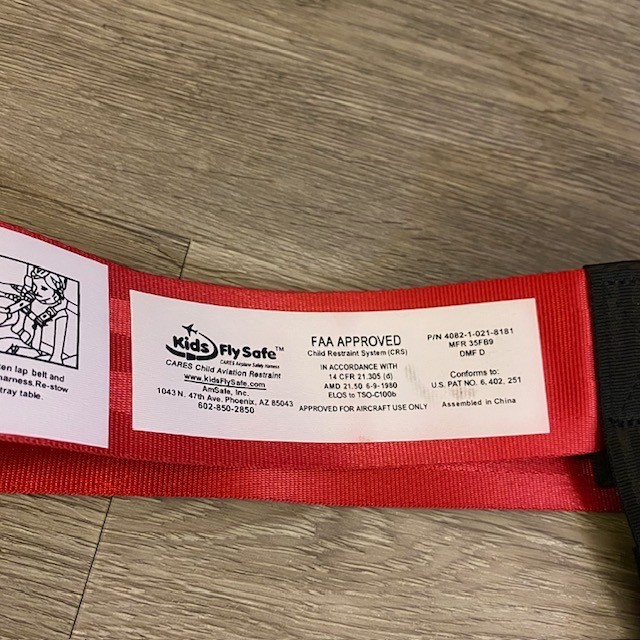 ten lap belt and
harness. Re-stow
tray table.
Kids Fly Safe™
CARES Airplane Safety Harness
CARES Child Aviation Restraint
www.kidsFlySafe.com
AmSafe, Inc.
1043 N. 47th Ave. Phoenix, AZ 85043
602-850-2850
FAA APPROVED
Child Restraint System (CRS)
IN ACCORDANCE WITH
14 CFR 21.305 (d)
AMD 21.50 6-9-1980
ELOS to TSO-C100b
APPROVED FOR AIRCRAFT USE ONLY
P/N 4082-1-021-8181
MFR 35FB9
DMF D
Conforms to:
U.S. PAT NO. 6, 402, 251
Assembled in China